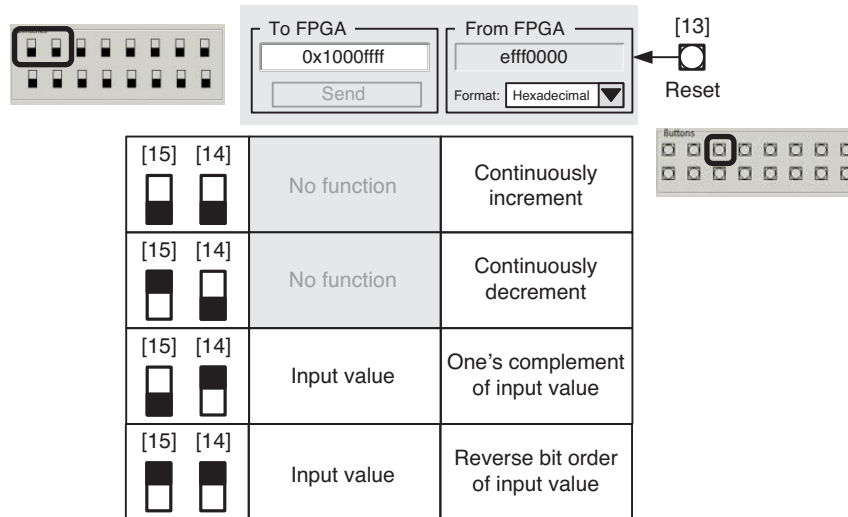 To FPGA
0x1000ffff
Send
From FPGA
efff0000
Format: Hexadecimal
[13]
Reset
Buttons
[15] [14]
No function
Continuously
increment
[15] [14]
No function
Continuously
decrement
[15] [14]
Input value
One's complement
of input value
[15] [14]
Input value
Reverse bit order
of input value